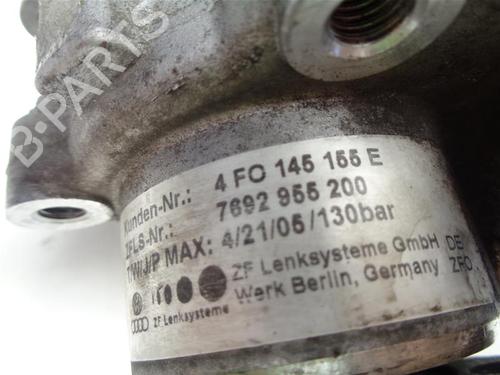 B-PARTS
Kunden-Nr.: 4 FO 145 155 E
ZFLS-Nr.: 7692 955 200
T/W/J/P MAX: 4/21/05/130bar
ZF Lenksysteme GmbH DE
Werk Berlin, Germany ZFO
ZF Lenksysteme